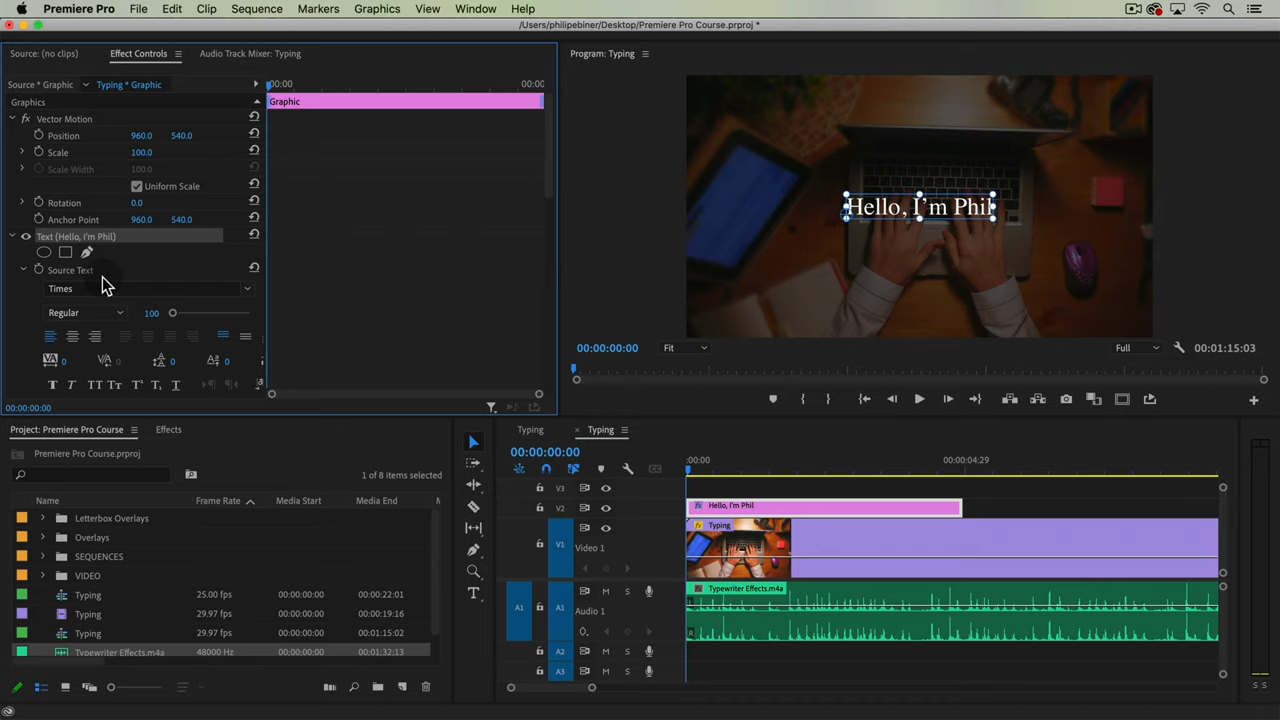 Premiere Pro File Edit Clip Sequence Markers Graphics View Window Help
/Users/philipebiner/Desktop/Premiere Pro Course.prproj *
Source: (no clips) Effect Controls Audio Track Mixer: Typing
Program: Typing
Source * Graphic Typing * Graphic
:00:00 00:00
Graphics
Graphic
fx Vector Motion
Position 960.0 540.0
Scale 100.0
Scale Width 100.0
Uniform Scale
Rotation 0.0
Anchor Point 960.0 540.0
Text (Hello, I'm Phil)
Source Text
Times
Regular 100
0 0 0 0
Hello, I'm Phil
00:00:00:00 Fit Full 00:01:15:03
00:00:00:00
Project: Premiere Pro Course Effects
Premiere Pro Course.prproj
1 of 8 items selected
Name Frame Rate Media Start Media End M
Letterbox Overlays
Overlays
SEQUENCES
VIDEO
Typing 25.00 fps 00:00:00:00 00:00:22:01
Typing 29.97 fps 00:00:00:00 00:00:19:16
Typing 29.97 fps 00:00:00:00 00:01:15:02
Typewriter Effects.m4a 48000 Hz 00:00:00:00 00:01:32:13
Typing × Typing
00:00:00:00
:00:00 00:00:04:29
V3
V2
fx Hello, I'm Phil
V1 Video 1
fx Typing
A1 A1 M S Audio 1
fx Typewriter Effects.m4a
L
R
A2 M S
A3 M S
S S